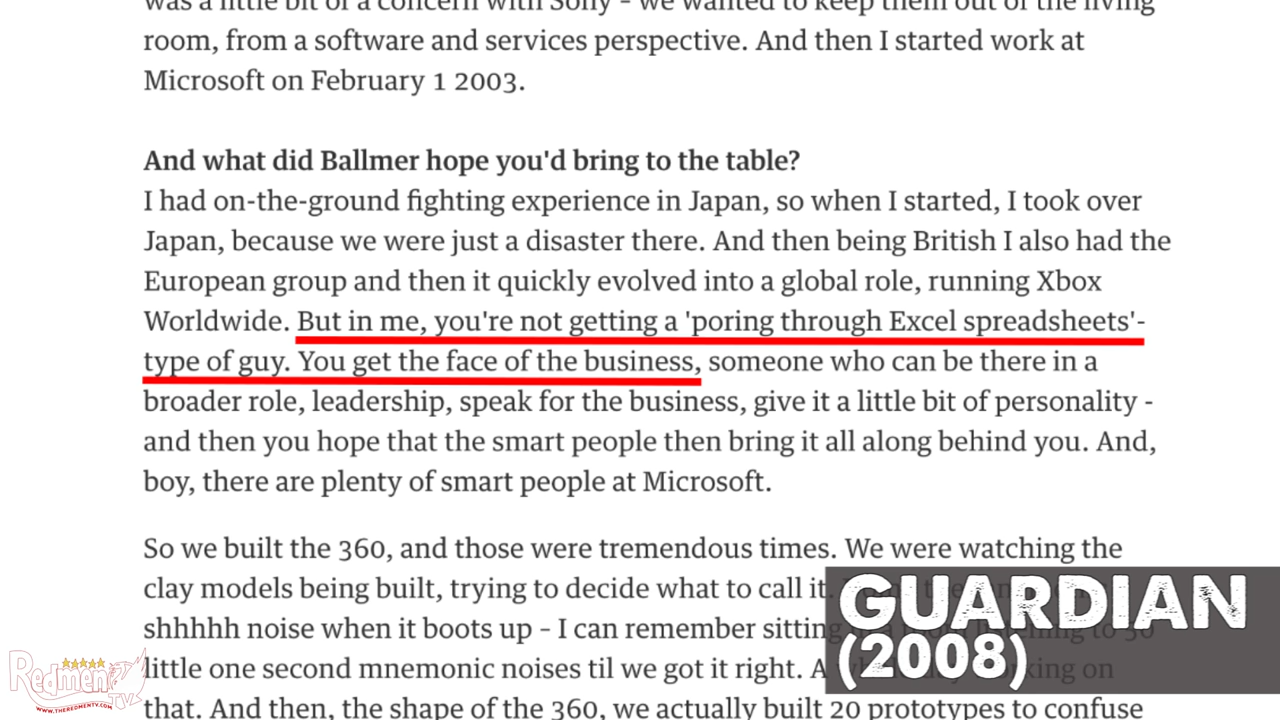 was a little bit of a concern with Sony – we wanted to keep them out of the living
room, from a software and services perspective. And then I started work at
Microsoft on February 1 2003.
And what did Ballmer hope you'd bring to the table?
I had on-the-ground fighting experience in Japan, so when I started, I took over
Japan, because we were just a disaster there. And then being British I also had the
European group and then it quickly evolved into a global role, running Xbox
Worldwide. But in me, you're not getting a 'poring through Excel spreadsheets'-
type of guy. You get the face of the business, someone who can be there in a
broader role, leadership, speak for the business, give it a little bit of personality -
and then you hope that the smart people then bring it all along behind you. And,
boy, there are plenty of smart people at Microsoft.
So we built the 360, and those were tremendous times. We were watching the
clay models being built, trying to decide what to call it.
shhhhh noise when it boots up – I can remember sitting listening to 30
little one second mnemonic noises til we got it right. A working on
that. And then, the shape of the 360, we actually built 20 prototypes to confuse
GUARDIAN
(2008)
Redmen TV
WWW.THEREDMENTV.COM